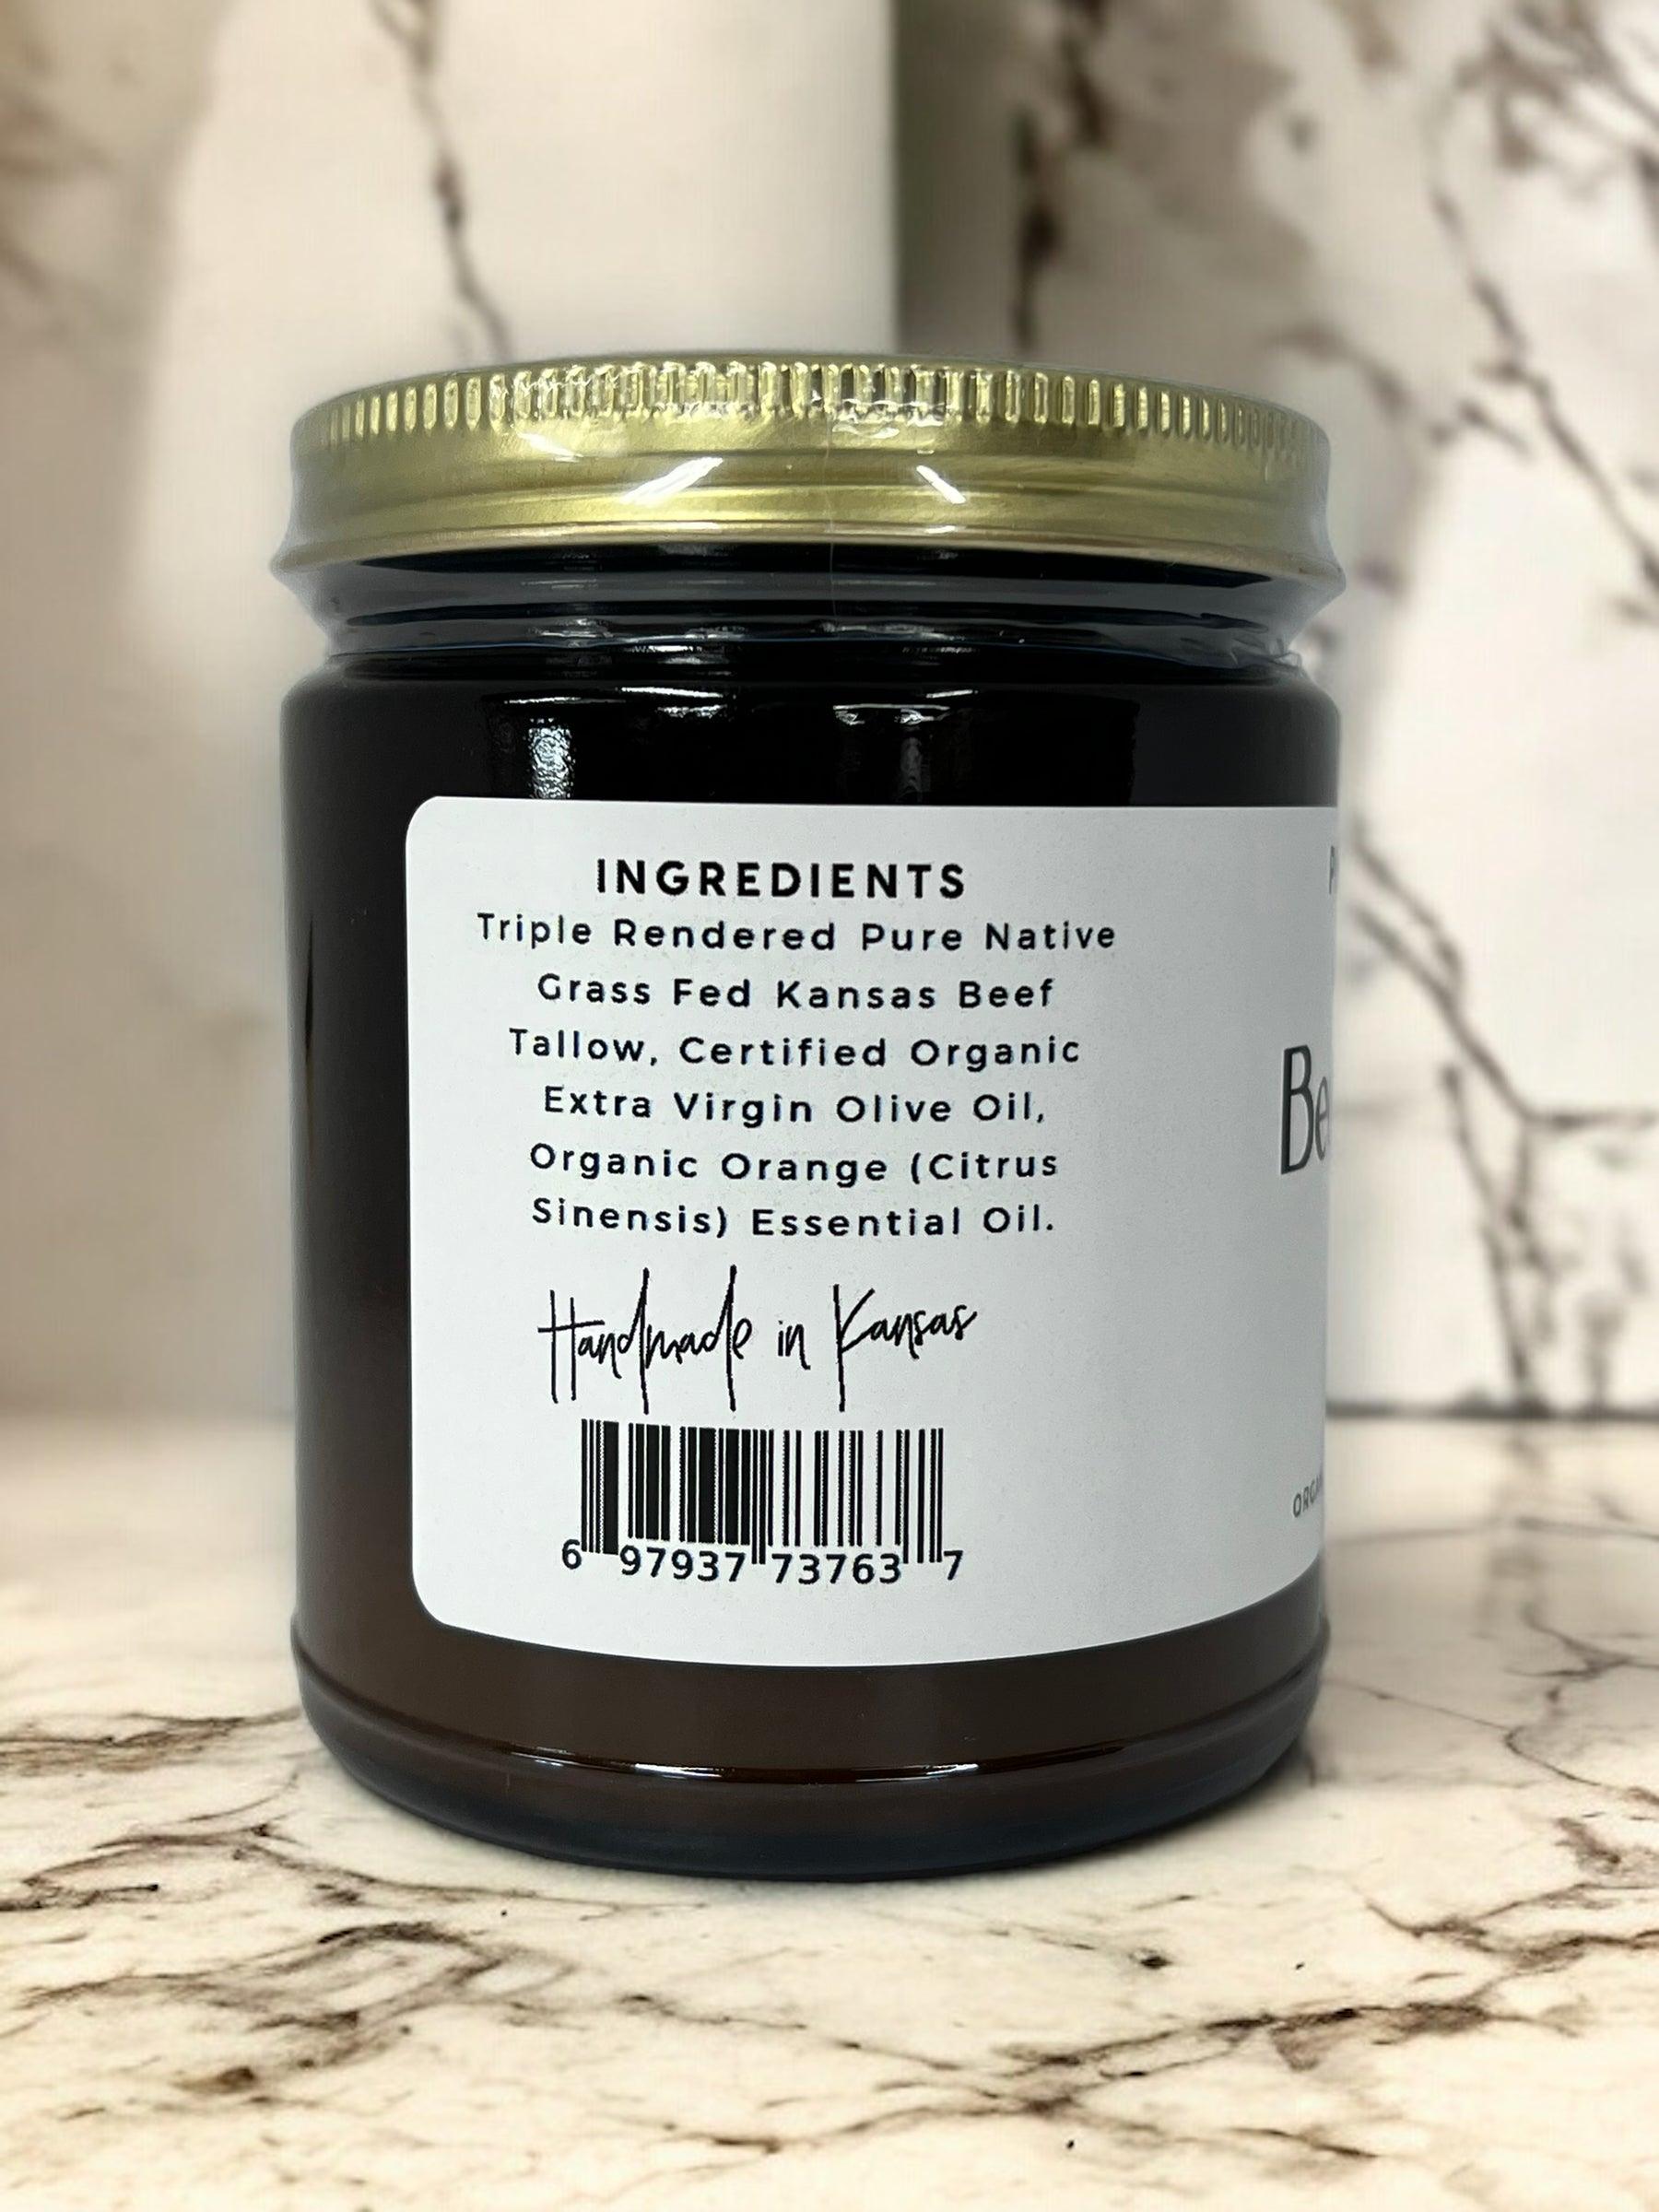 INGREDIENTS
Triple Rendered Pure Native
Grass Fed Kansas Beef
Tallow, Certified Organic
Extra Virgin Olive Oil,
Organic Orange (Citrus
Sinensis) Essential Oil.
Handmade in Kansas
6 97937 73763 7